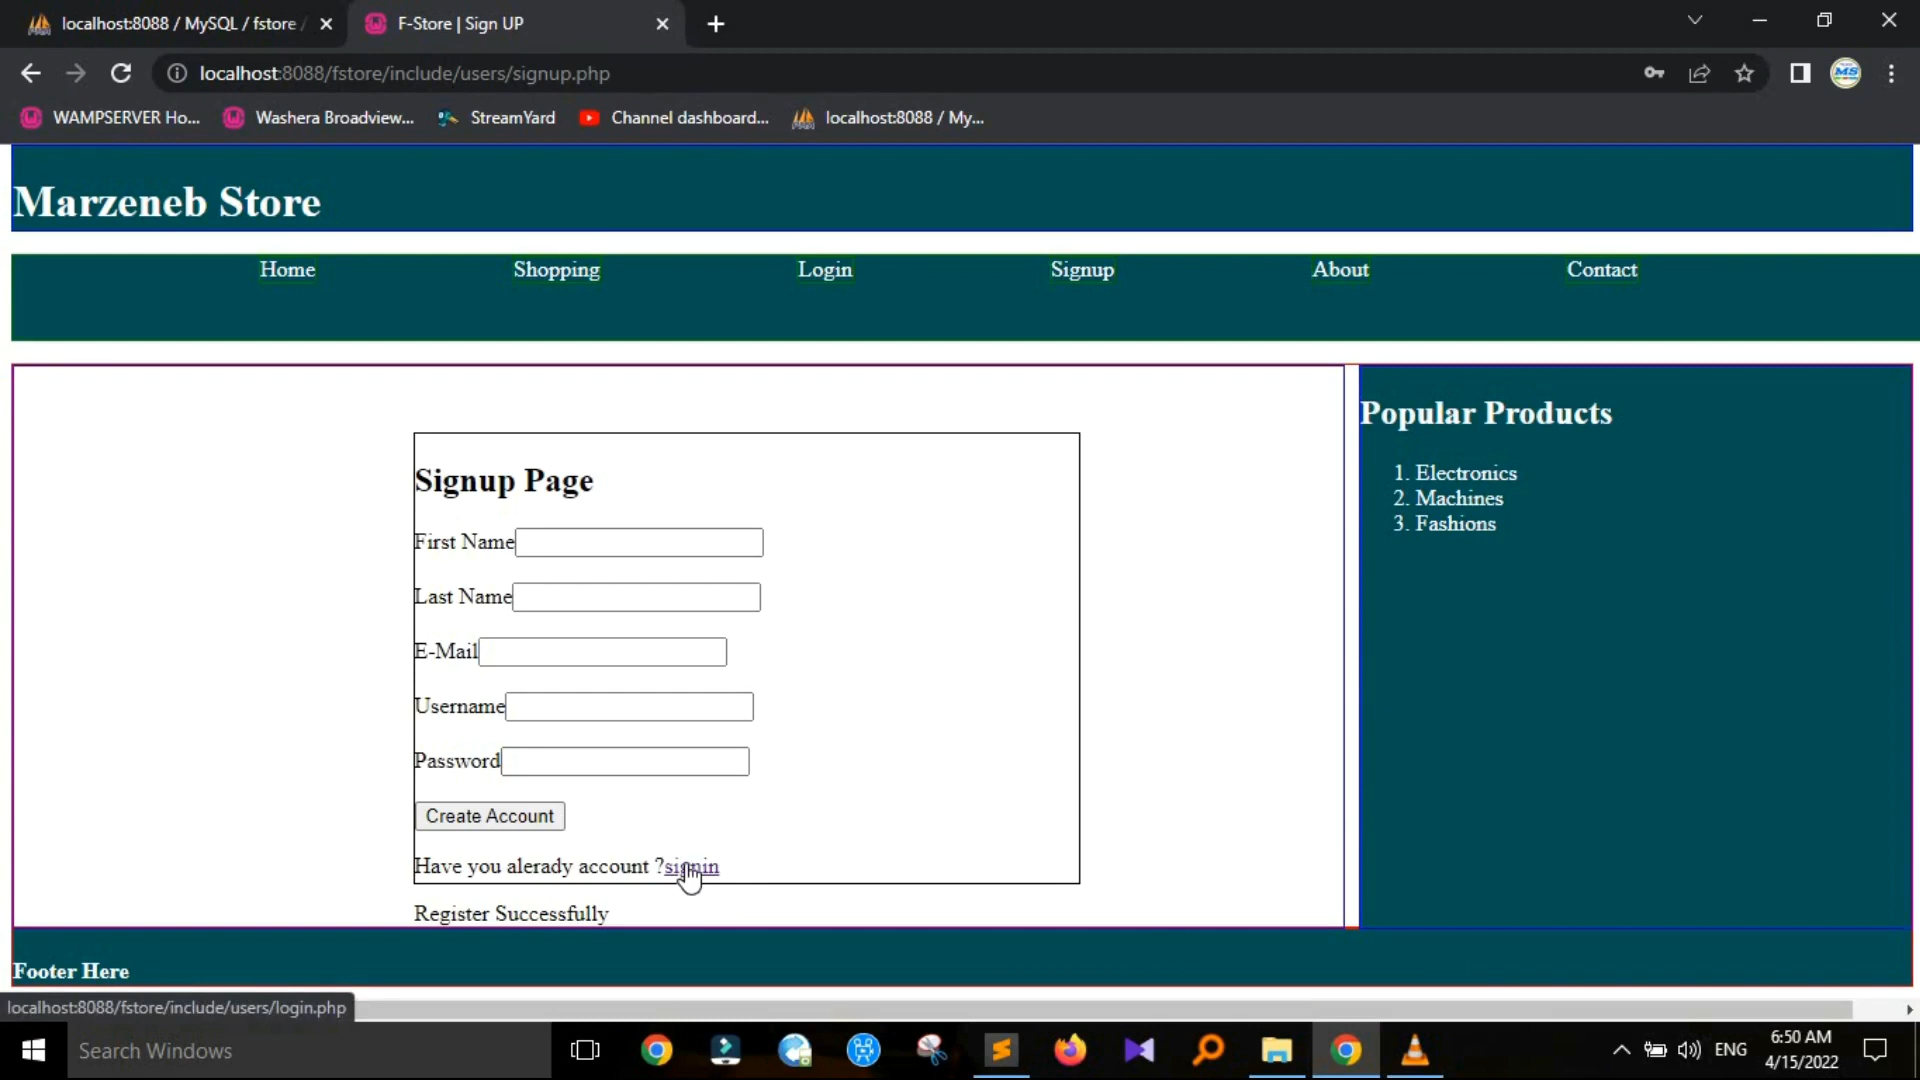 localhost:8088 / MySQL / fstore /
F-Store | Sign UP
localhost:8088/fstore/include/users/signup.php
WAMPSERVER Ho...
Washera Broadview...
StreamYard
Channel dashboard...
localhost:8088 / My...
Marzeneb Store
Home
Shopping
Login
Signup
About
Contact
Signup Page
First Name
Last Name
E-Mail
Username
Password
Create Account
Have you alerady account ?signin
Register Successfully
Popular Products
1. Electronics
2. Machines
3. Fashions
Footer Here
localhost:8088/fstore/include/users/login.php
Search Windows
ENG
6:50 AM
4/15/2022